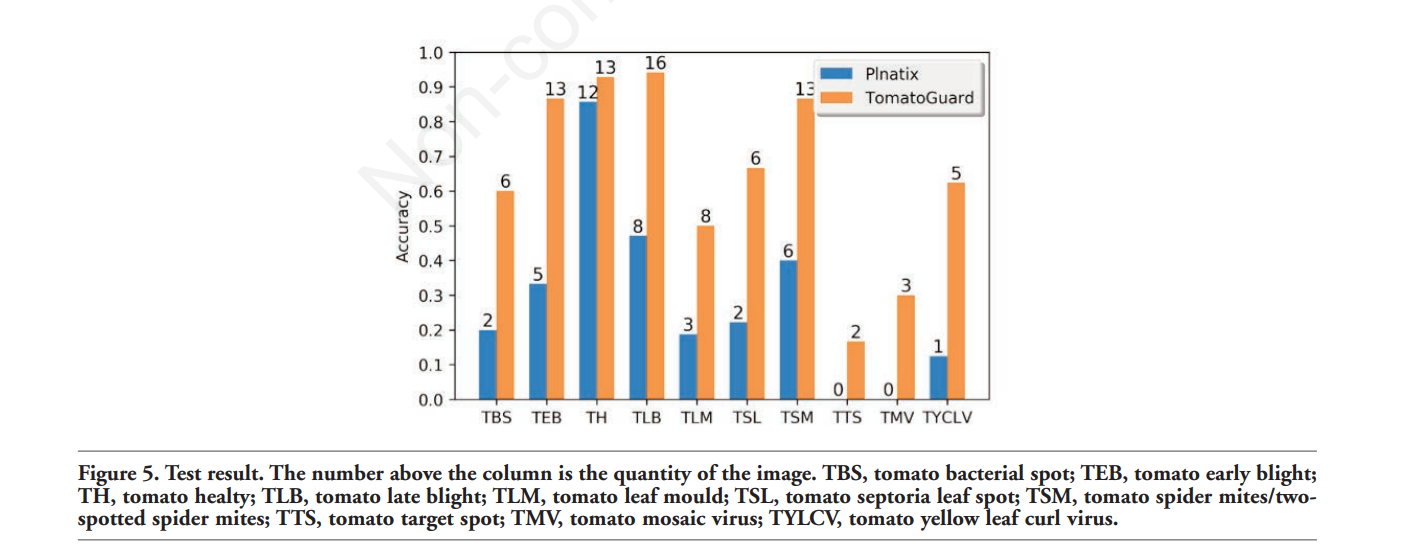 Non-com
1.0
0.9
0.8
0.7
0.6
0.5
0.4
0.3
0.2
0.1
0.0
Accuracy
Plnatix
TomatoGuard
2 6
5 13
12 13
8 16
3 8
2 6
6 13
0 2
0 3
1 5
TBS TEB TH TLB TLM TSL TSM TTS TMV TYCLV
Figure 5. Test result. The number above the column is the quantity of the image. TBS, tomato bacterial spot; TEB, tomato early blight;
TH, tomato healty; TLB, tomato late blight; TLM, tomato leaf mould; TSL, tomato septoria leaf spot; TSM, tomato spider mites/two-
spotted spider mites; TTS, tomato target spot; TMV, tomato mosaic virus; TYLCV, tomato yellow leaf curl virus.